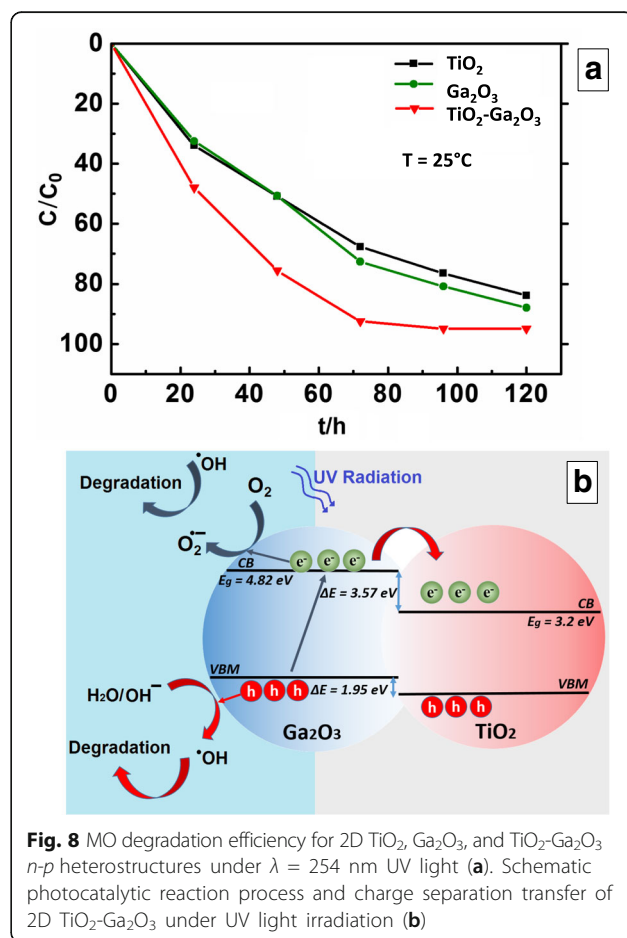 0
20
40
60
80
100
C/C₀
TiO₂
Ga₂O₃
TiO₂-Ga₂O₃
T = 25°C
a
0 20 40 60 80 100 120
t/h
b
•OH
Degradation
O₂
UV Radiation
O₂•−
CB
e⁻ e⁻ e⁻
E_g = 4.82 eV
ΔE = 3.57 eV
e⁻ e⁻ e⁻
CB
E_g = 3.2 eV
VBM
VBM
H₂O/OH⁻
h h h
ΔE = 1.95 eV
h h h
Ga₂O₃
TiO₂
Degradation
•OH
Fig. 8 MO degradation efficiency for 2D TiO₂, Ga₂O₃, and TiO₂-Ga₂O₃
n-p heterostructures under λ = 254 nm UV light (a). Schematic
photocatalytic reaction process and charge separation transfer of
2D TiO₂-Ga₂O₃ under UV light irradiation (b)